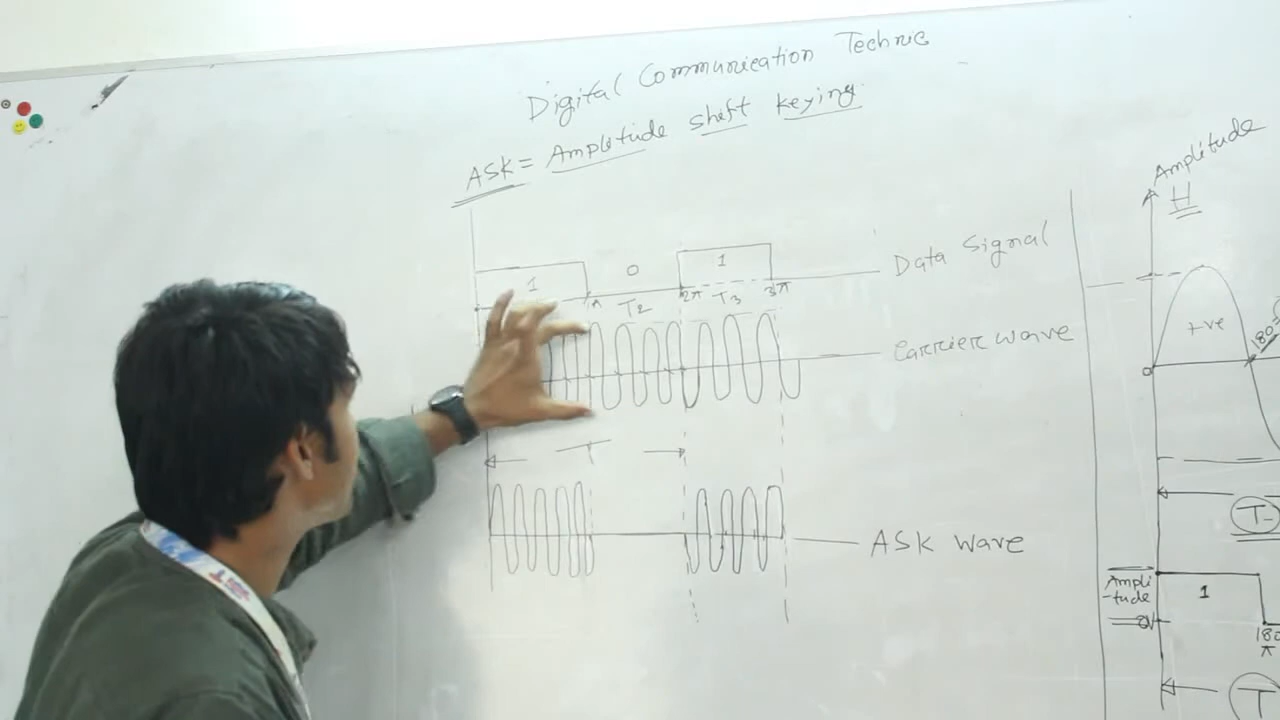 Digital Communication Technic
ASK = Amplitude shift keying
1 0 1
Data Signal
π T2 2π T3 3π
Carrier wave
T
ASK wave
Amplitude
H
+ve
180
0
T
Ampli
-tude
1
0V
180
π
T